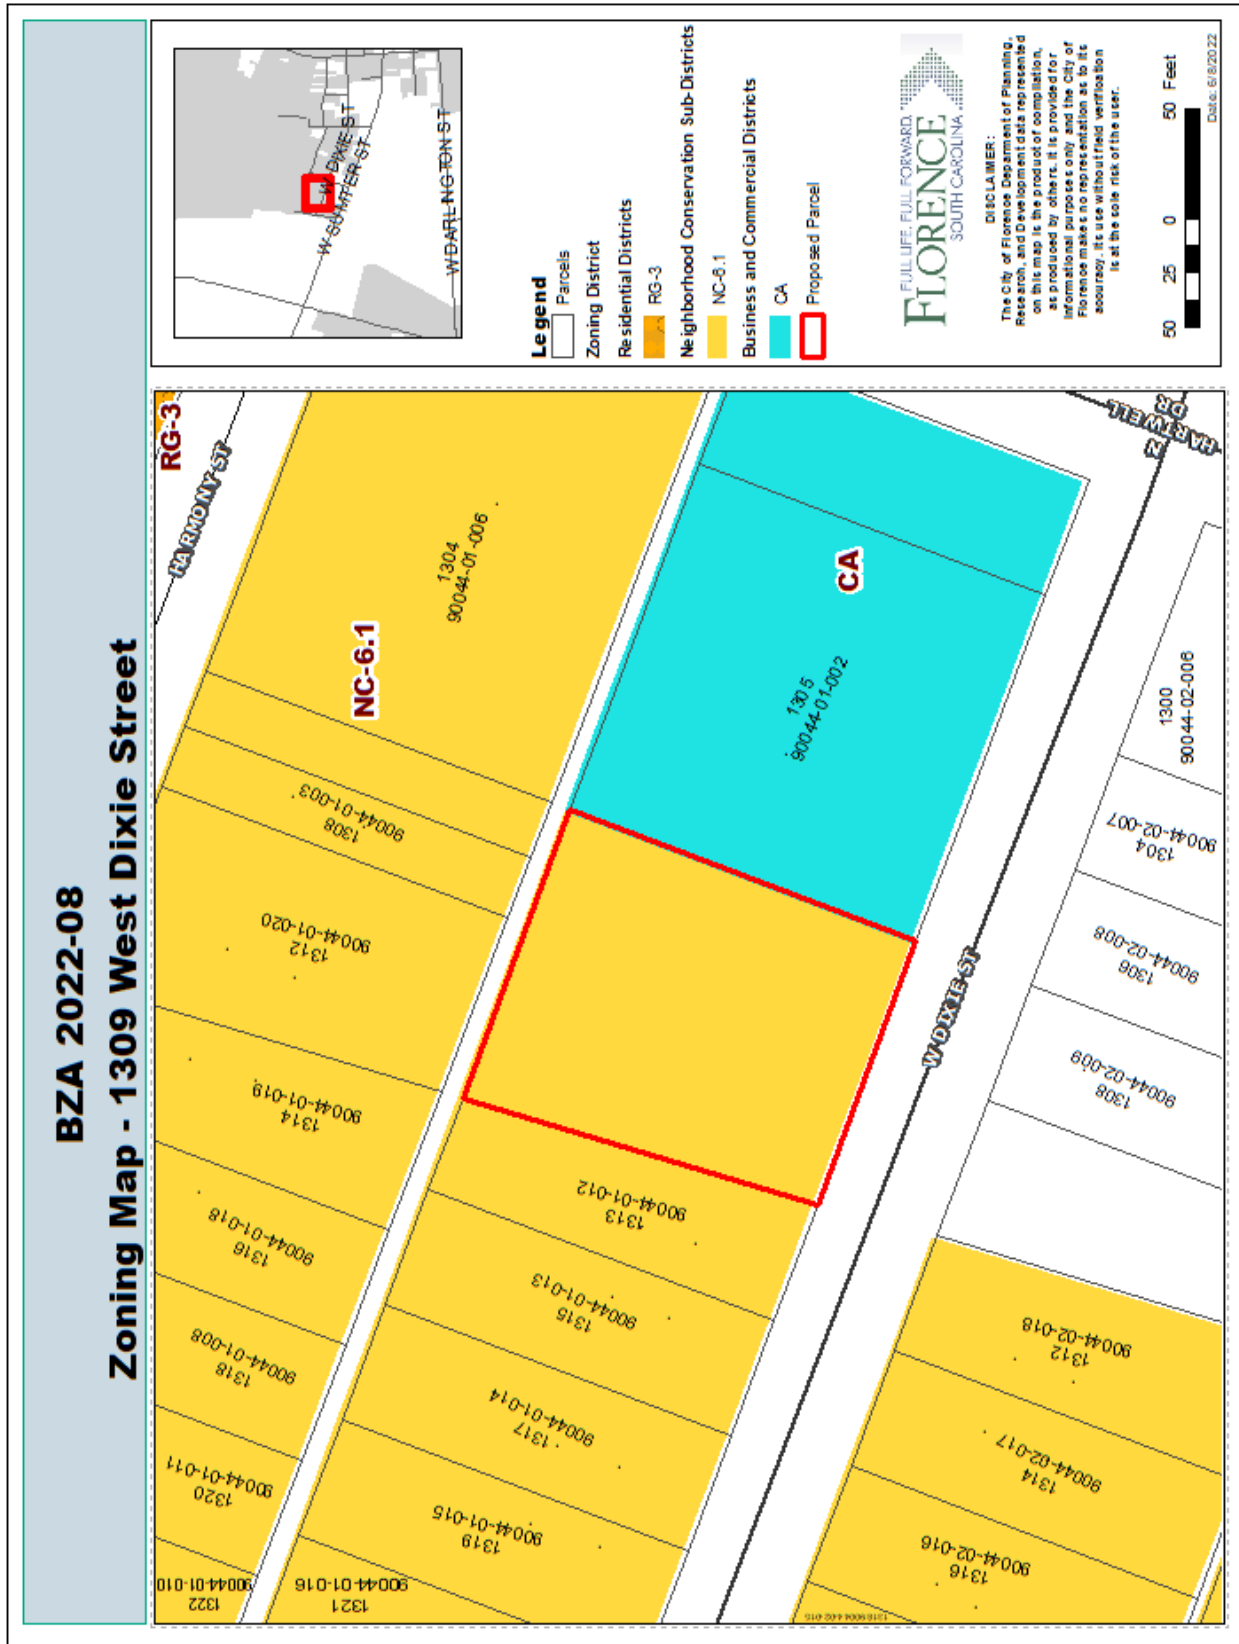 BZA 2022-08
Zoning Map - 1309 West Dixie Street
RG-3
HARMONY ST
NC-6.1
1304
90044-01-006
90044-01-003
1308
90044-01-020
1312
90044-01-019
1314
90044-01-018
1316
90044-01-008
1318
90044-01-011
1320
90044-01-010
1322
CA
1305
90044-01-002
90044-01-012
1313
90044-01-013
1315
90044-01-014
1317
90044-01-015
1319
90044-01-016
1321
W DIXIE ST
N
HARTWELL
DR
1300
90044-02-006
90044-02-007
1304
90044-02-008
1306
90044-02-009
1308
90044-02-018
1312
90044-02-017
1314
90044-02-016
1316
W DIXIE ST
W SUMTER ST
W DARLINGTON ST
Legend
Parcels
Zoning District
Residential Districts
RG-3
Neighborhood Conservation Sub-Districts
NC-6.1
Business and Commercial Districts
CA
Proposed Parcel
FULL LIFE. FULL FORWARD.
FLORENCE
SOUTH CAROLINA
DISCLAIMER:
The City of Florence Deparment of Planning,
Research, and Development data represented
on this map is the product of compilation,
as produced by others. It is provided for
informational purposes only and the City of
Florence makes no representation as to its
accuracy. Its use without field verification
is at the sole risk of the user.
50 25 0 50 Feet
Date: 6/8/2022